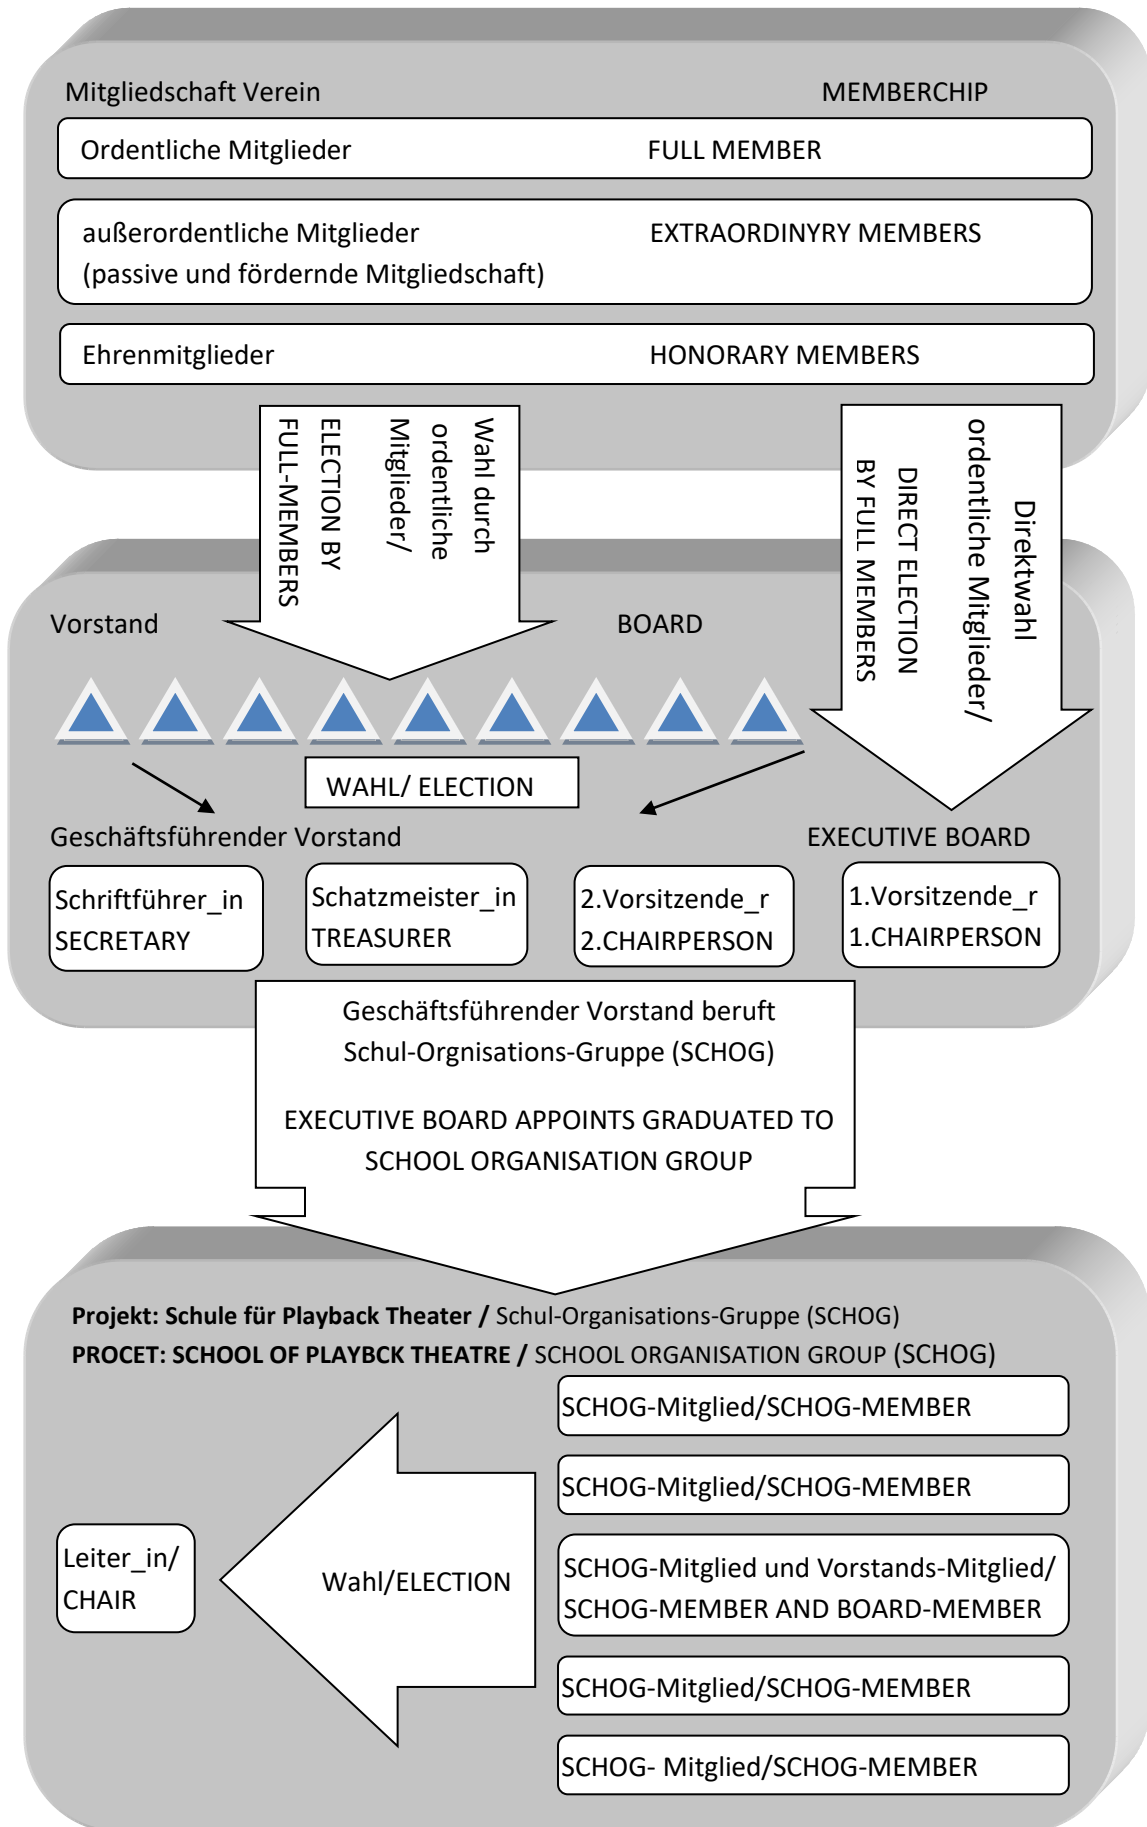 Mitgliedschaft Verein MEMBERCHIP
Ordentliche Mitglieder FULL MEMBER
außerordentliche Mitglieder EXTRAORDINYRY MEMBERS
(passive und fördernde Mitgliedschaft)
Ehrenmitglieder HONORARY MEMBERS
Wahl durch
ordentliche
Mitglieder/
ELECTION BY
FULL-MEMBERS
Direktwahl
ordentliche Mitglieder/
DIRECT ELECTION
BY FULL MEMBERS
Vorstand BOARD
WAHL/ ELECTION
Geschäftsführender Vorstand EXECUTIVE BOARD
Schriftführer_in
SECRETARY
Schatzmeister_in
TREASURER
2.Vorsitzende_r
2.CHAIRPERSON
1.Vorsitzende_r
1.CHAIRPERSON
Geschäftsführender Vorstand beruft
Schul-Orgnisations-Gruppe (SCHOG)
EXECUTIVE BOARD APPOINTS GRADUATED TO
SCHOOL ORGANISATION GROUP
Projekt: Schule für Playback Theater / Schul-Organisations-Gruppe (SCHOG)
PROCET: SCHOOL OF PLAYBCK THEATRE / SCHOOL ORGANISATION GROUP (SCHOG)
SCHOG-Mitglied/SCHOG-MEMBER
SCHOG-Mitglied/SCHOG-MEMBER
SCHOG-Mitglied und Vorstands-Mitglied/
SCHOG-MEMBER AND BOARD-MEMBER
SCHOG-Mitglied/SCHOG-MEMBER
SCHOG- Mitglied/SCHOG-MEMBER
Wahl/ELECTION
Leiter_in/
CHAIR